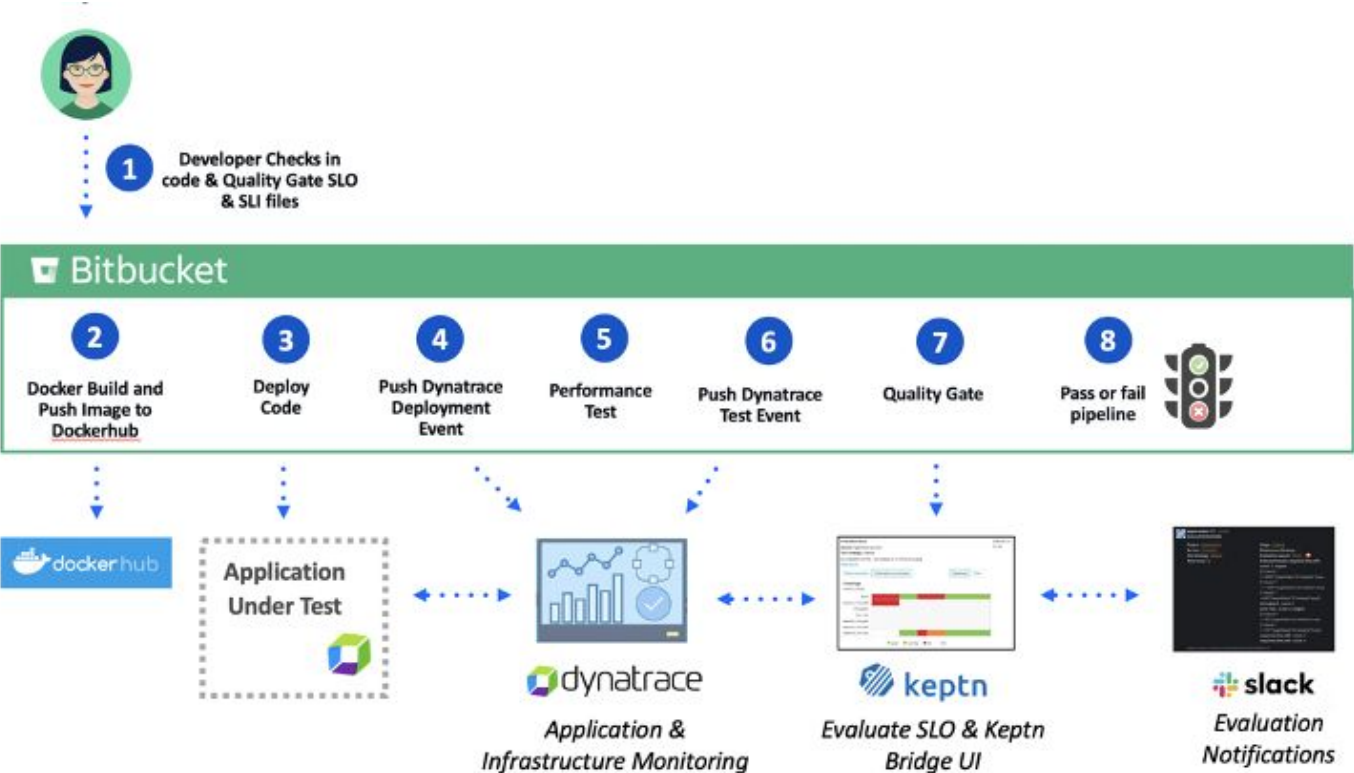 1
Developer Checks in
code & Quality Gate SLO
& SLI files
Bitbucket
2
Docker Build and
Push Image to
Dockerhub
3
Deploy
Code
4
Push Dynatrace
Deployment
Event
5
Performance
Test
6
Push Dynatrace
Test Event
7
Quality Gate
8
Pass or fail
pipeline
dockerhub
Application
Under Test
dynatrace
Application &
Infrastructure Monitoring
keptn
Evaluate SLO & Keptn
Bridge UI
slack
Evaluation
Notifications